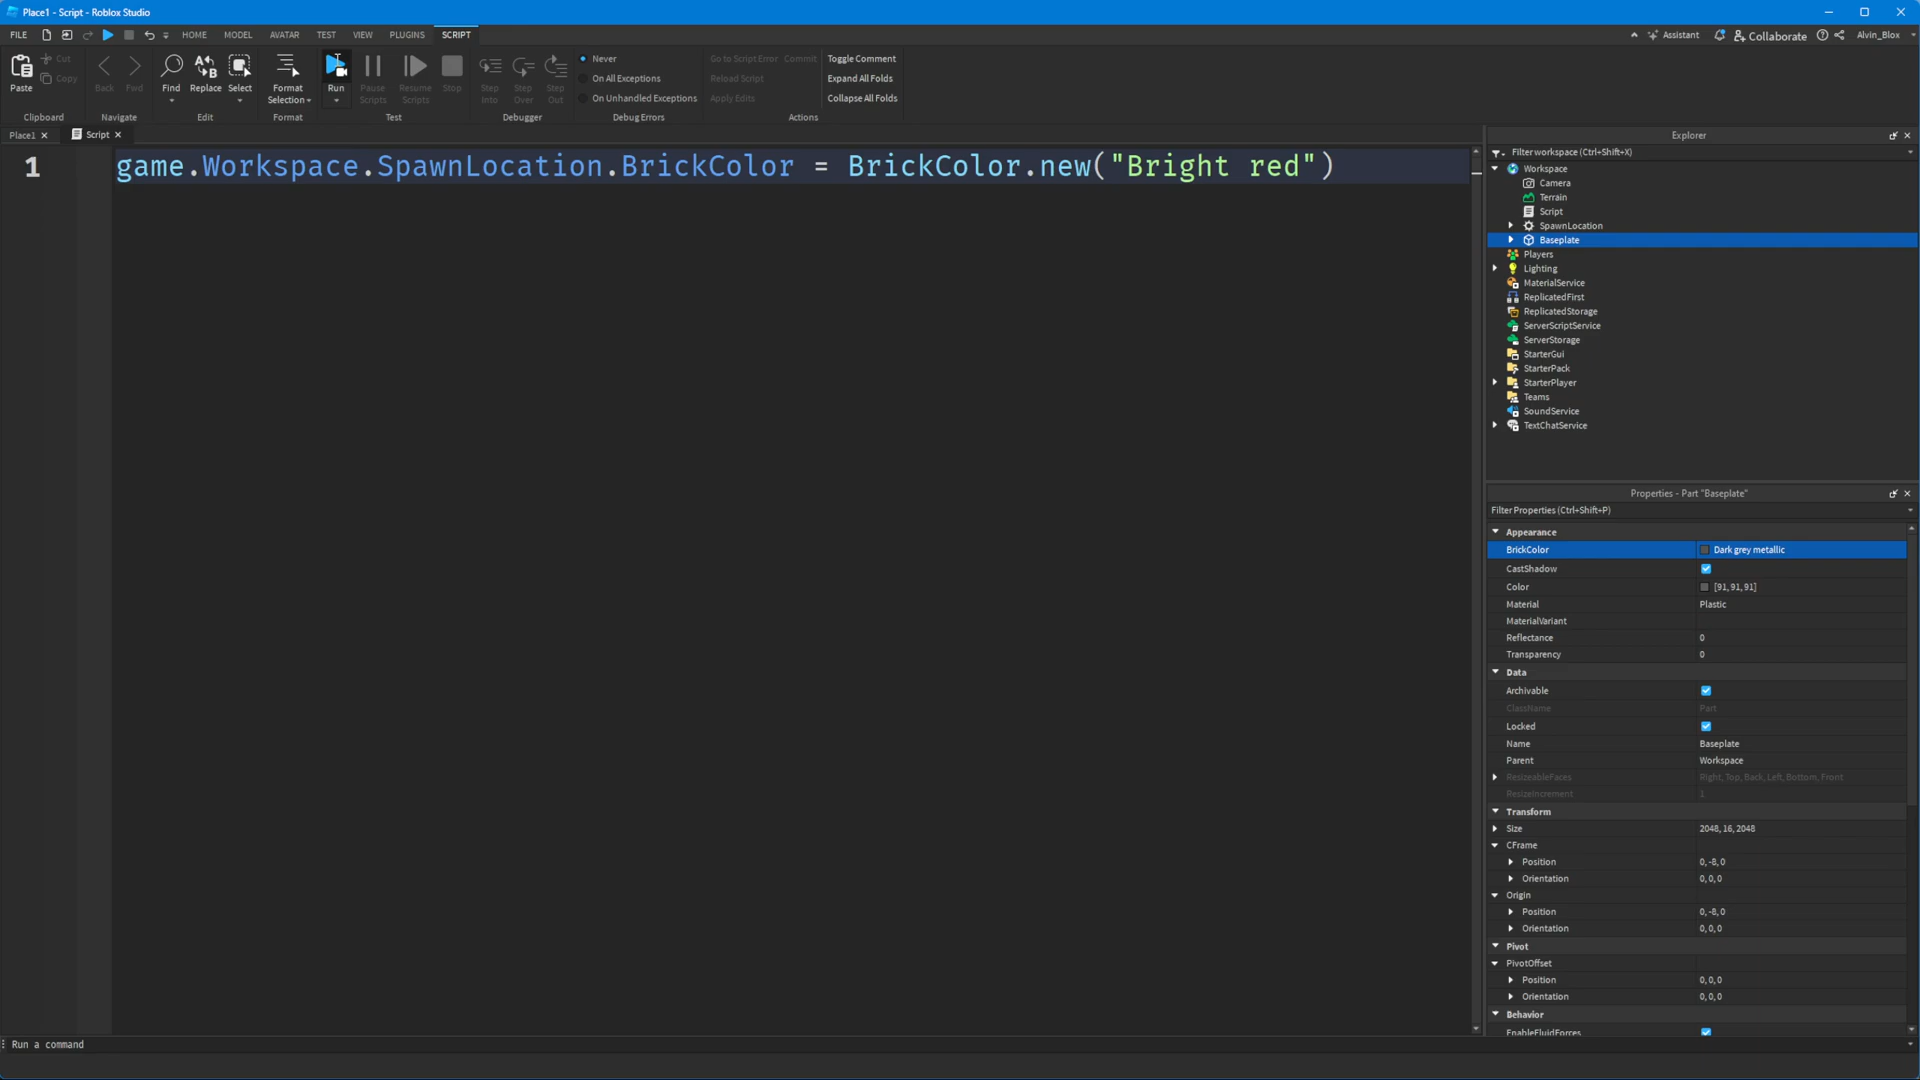 Place1 - Script - Roblox Studio
FILE HOME MODEL AVATAR TEST VIEW PLUGINS SCRIPT Assistant Collaborate Alvin_Blox
Paste Cut Copy Back Fwd Find Replace Select Format Selection Run Pause Scripts Resume Scripts Stop Step Into Step Over Step Out Never On All Exceptions On Unhandled Exceptions Go to Script Error Commit Reload Script Apply Edits Toggle Comment Expand All Folds Collapse All Folds
Clipboard Navigate Edit Format Test Debugger Debug Errors Actions
Place1 Script
1 game.Workspace.SpawnLocation.BrickColor = BrickColor.new("Bright red")
Explorer
Filter workspace (Ctrl+Shift+X)
Workspace
Camera
Terrain
Script
SpawnLocation
Baseplate
Players
Lighting
MaterialService
ReplicatedFirst
ReplicatedStorage
ServerScriptService
ServerStorage
StarterGui
StarterPack
StarterPlayer
Teams
SoundService
TextChatService
Properties - Part "Baseplate"
Filter Properties (Ctrl+Shift+P)
Appearance
BrickColor Dark grey metallic
CastShadow
Color [91, 91, 91]
Material Plastic
MaterialVariant
Reflectance 0
Transparency 0
Data
Archivable
ClassName Part
Locked
Name Baseplate
Parent Workspace
ResizeableFaces Right, Top, Back, Left, Bottom, Front
ResizeIncrement 1
Transform
Size 2048, 16, 2048
CFrame
Position 0, -8, 0
Orientation 0, 0, 0
Origin
Position 0, -8, 0
Orientation 0, 0, 0
Pivot
PivotOffset
Position 0, 0, 0
Orientation 0, 0, 0
Behavior
EnableFluidForces
Run a command